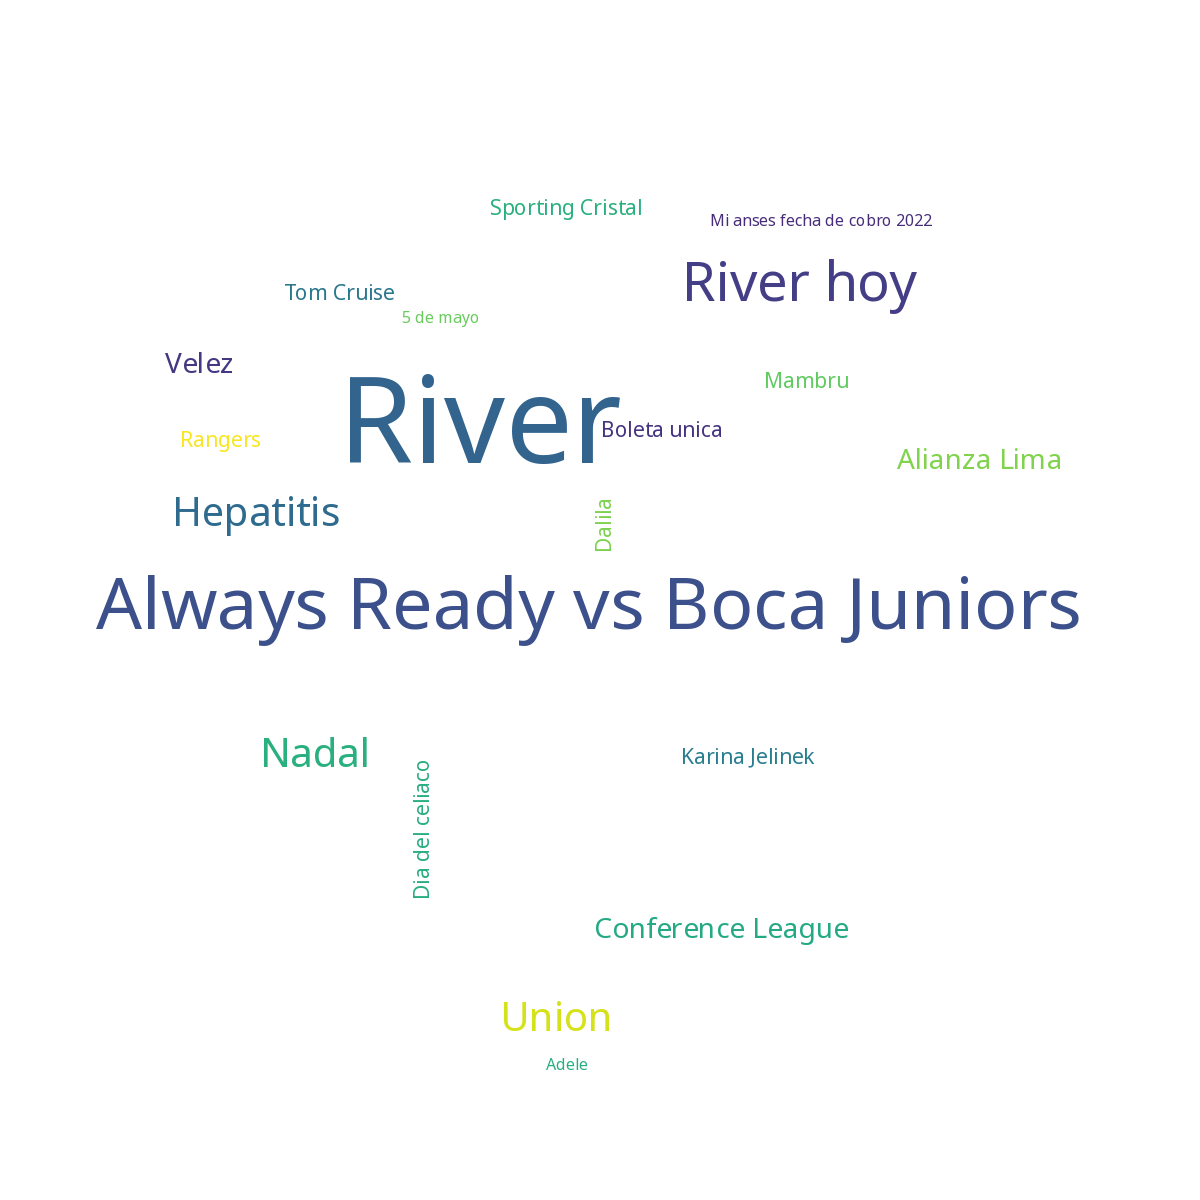 Sporting Cristal
Mi anses fecha de cobro 2022
River hoy
Tom Cruise
5 de mayo
Velez
Mambru
River
Boleta unica
Rangers
Alianza Lima
Hepatitis
Dalila
Always Ready vs Boca Juniors
Nadal
Karina Jelinek
Dia del celiaco
Conference League
Union
Adele